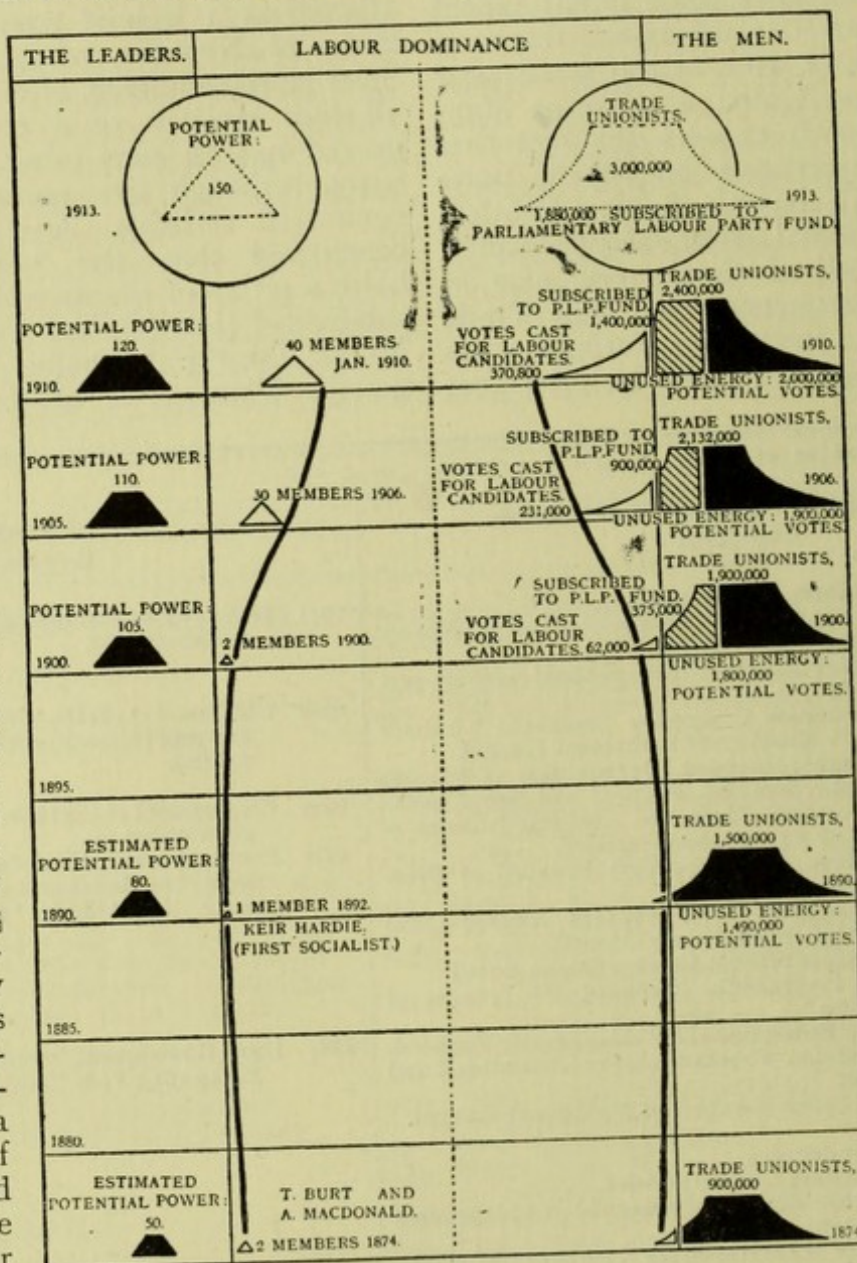 THE LEADERS.
LABOUR DOMINANCE
THE MEN.
POTENTIAL
POWER:
150.
1913.
TRADE
UNIONISTS.
3,000,000
1913.
1,880,000 SUBSCRIBED TO
PARLIAMENTARY LABOUR PARTY FUND.
POTENTIAL POWER:
120.
1910.
40 MEMBERS
JAN. 1910.
SUBSCRIBED
TO P.L.P. FUND.
1,400,000
VOTES CAST
FOR LABOUR
CANDIDATES.
370,800
TRADE UNIONISTS,
2,400,000
1910.
UNUSED ENERGY: 2,000,000
POTENTIAL VOTES.
POTENTIAL POWER:
110.
1905.
30 MEMBERS 1906.
SUBSCRIBED TO
P.L.P. FUND
900,000
VOTES CAST
FOR LABOUR
CANDIDATES.
231,000
TRADE UNIONISTS,
2,132,000
1906.
UNUSED ENERGY: 1,900,000
POTENTIAL VOTES.
POTENTIAL POWER:
105.
1900.
2 MEMBERS 1900.
SUBSCRIBED
TO P.L.P. FUND.
375,000
VOTES CAST
FOR LABOUR
CANDIDATES. 62,000
TRADE UNIONISTS,
1,900,000
1900.
UNUSED ENERGY:
1,800,000
POTENTIAL VOTES.
1895.
ESTIMATED
POTENTIAL POWER:
80.
1890.
1 MEMBER 1892.
KEIR HARDIE.
(FIRST SOCIALIST.)
TRADE UNIONISTS,
1,500,000
1890.
UNUSED ENERGY:
1,490,000
POTENTIAL VOTES.
1885.
1880.
ESTIMATED
POTENTIAL POWER:
50.
T. BURT AND
A. MACDONALD.
2 MEMBERS 1874.
TRADE UNIONISTS,
900,000
1874